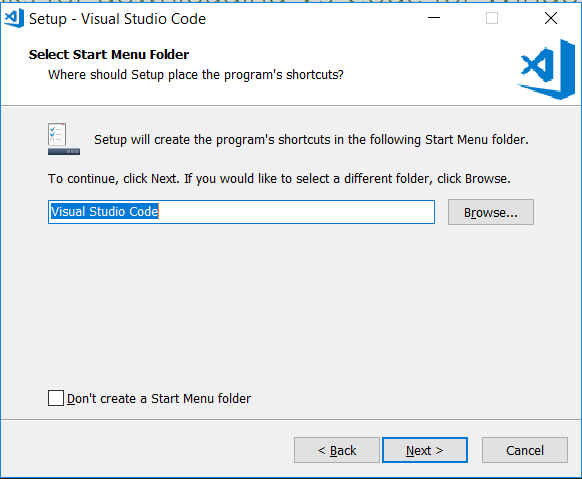 Setup - Visual Studio Code
Select Start Menu Folder
Where should Setup place the program's shortcuts?
Setup will create the program's shortcuts in the following Start Menu folder.
To continue, click Next. If you would like to select a different folder, click Browse.
Visual Studio Code
Browse...
Don't create a Start Menu folder
< Back
Next >
Cancel